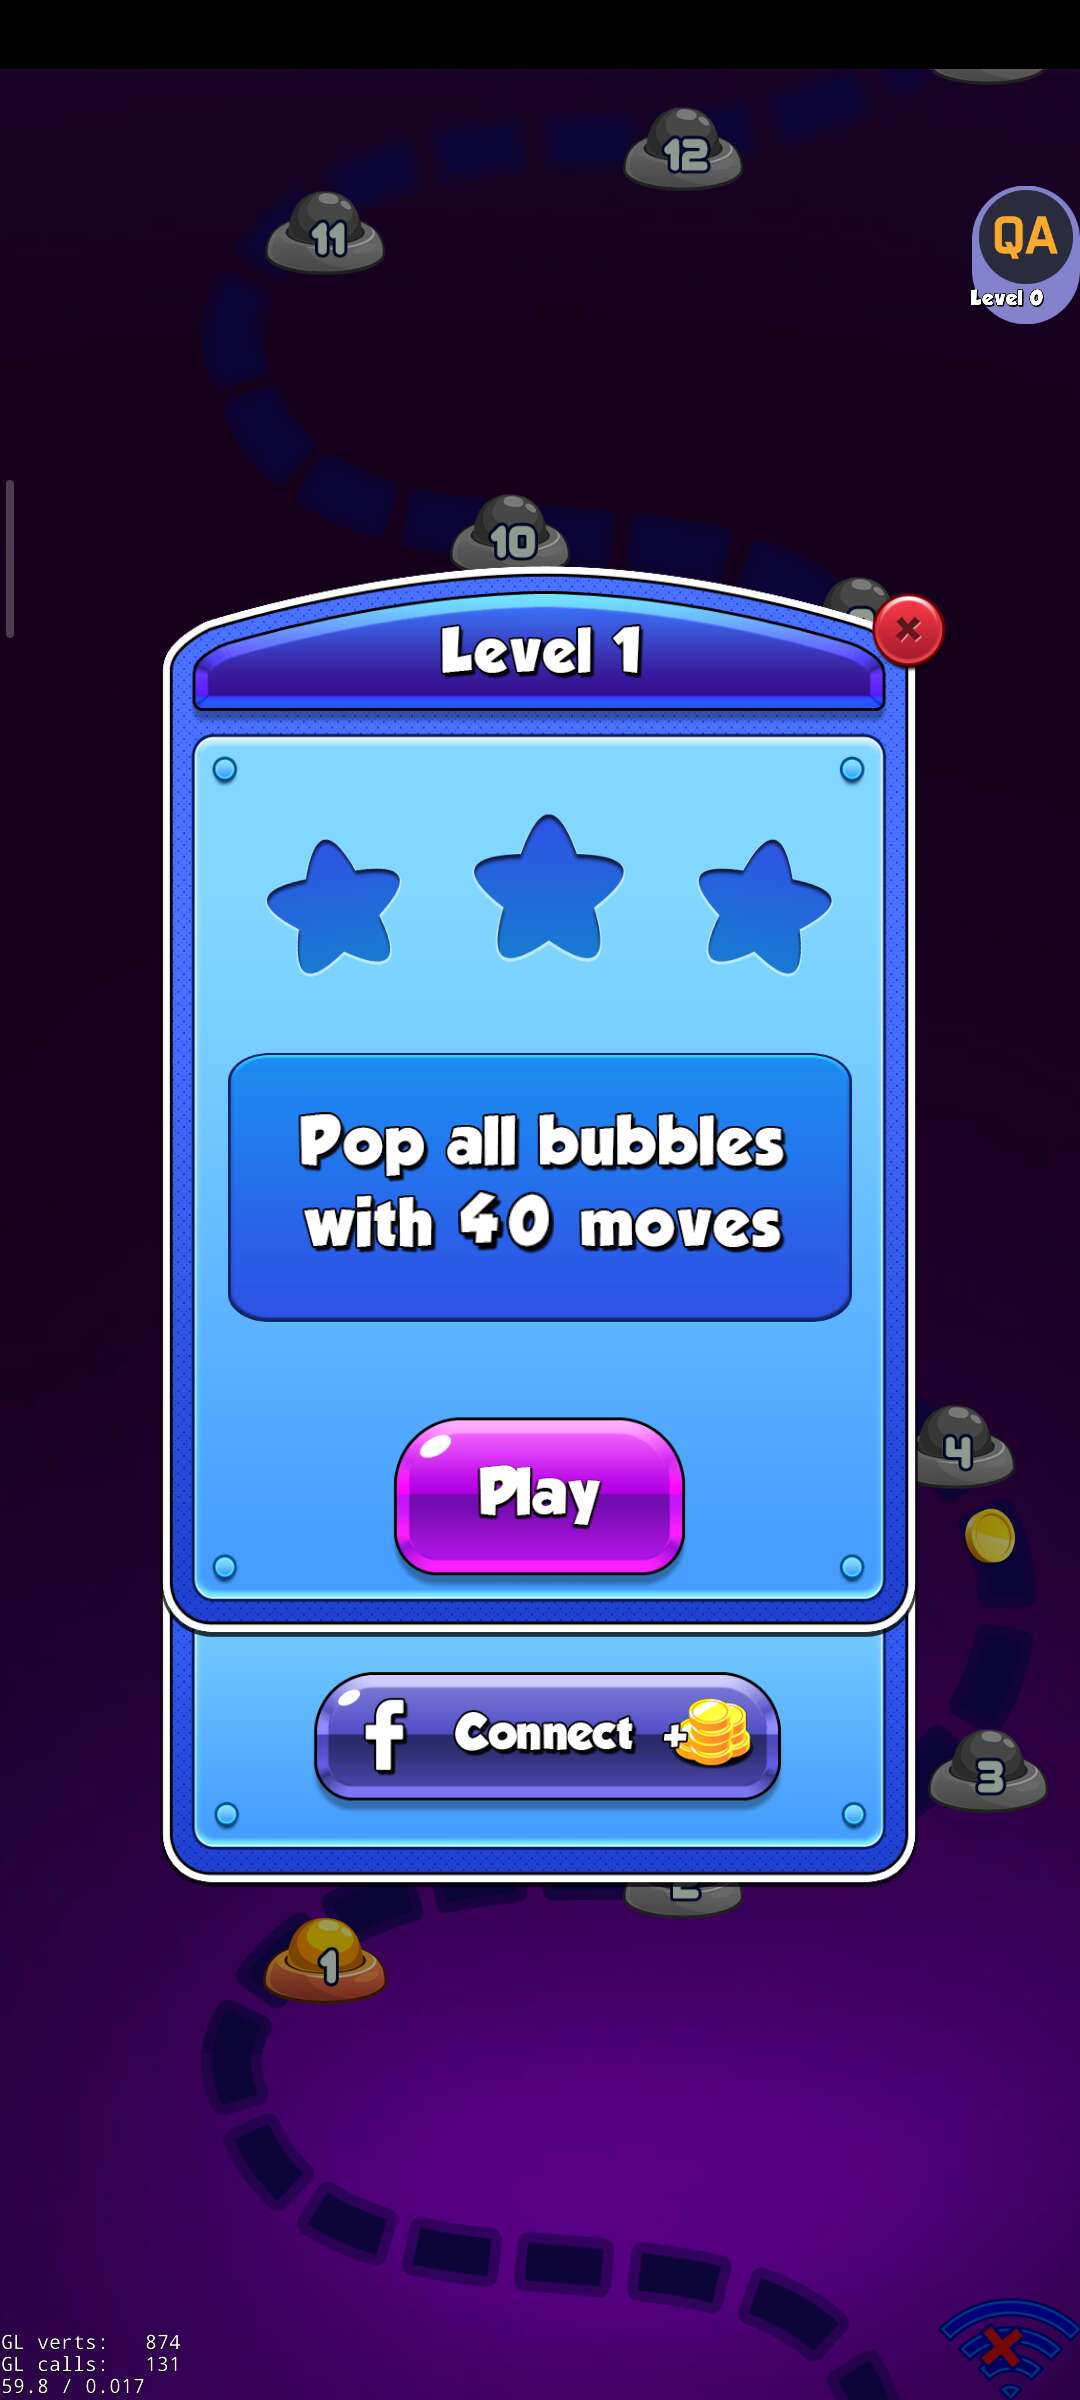 12
11
QA
Level 0
10
Level 1
Pop all bubbles
with 40 moves
4
Play
f Connect +
3
1
GL verts: 874
GL calls: 131
59.8 / 0.017